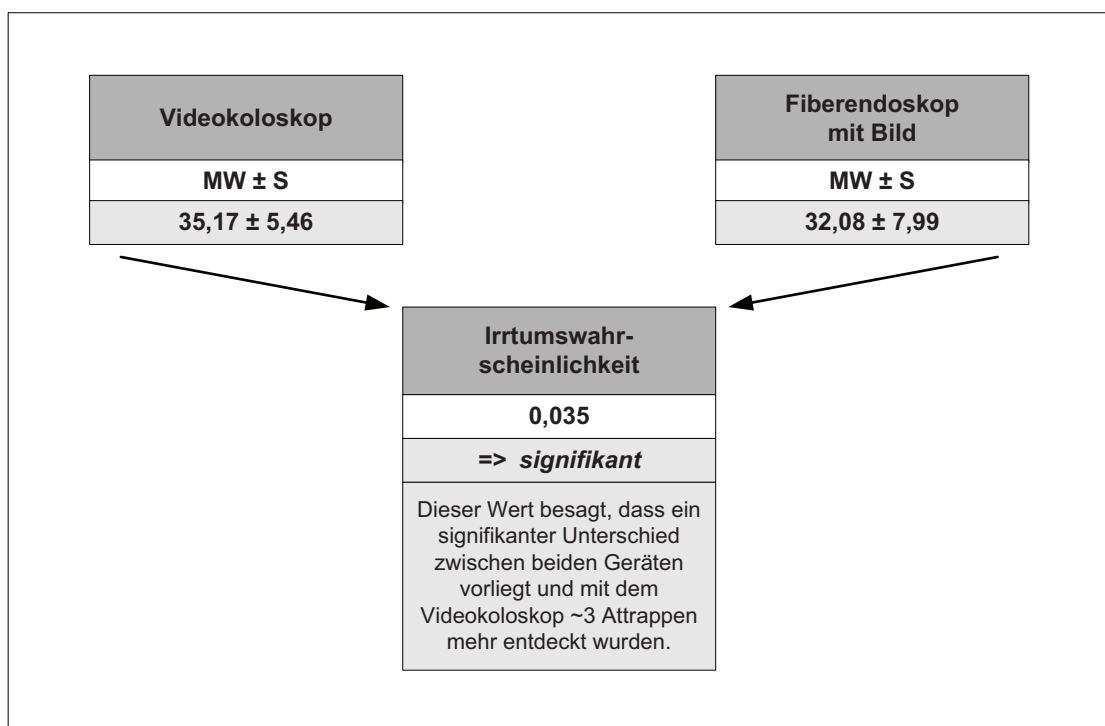 Videokoloskop
MW ± S
35,17 ± 5,46
Fiberendoskop
mit Bild
MW ± S
32,08 ± 7,99
Irrtumswahr-
scheinlichkeit
0,035
=> signifikant
Dieser Wert besagt, dass ein
signifikanter Unterschied
zwischen beiden Geräten
vorliegt und mit dem
Videokoloskop ~3 Attrappen
mehr entdeckt wurden.